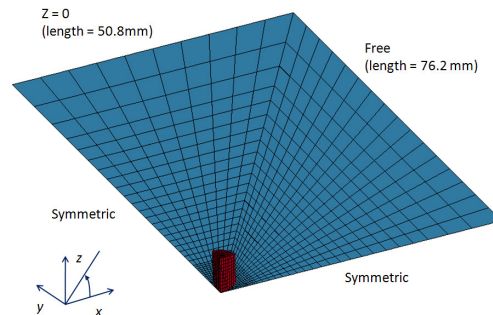 Z = 0
(length = 50.8mm)
Free
(length = 76.2 mm)
Symmetric
Symmetric
z
y
x